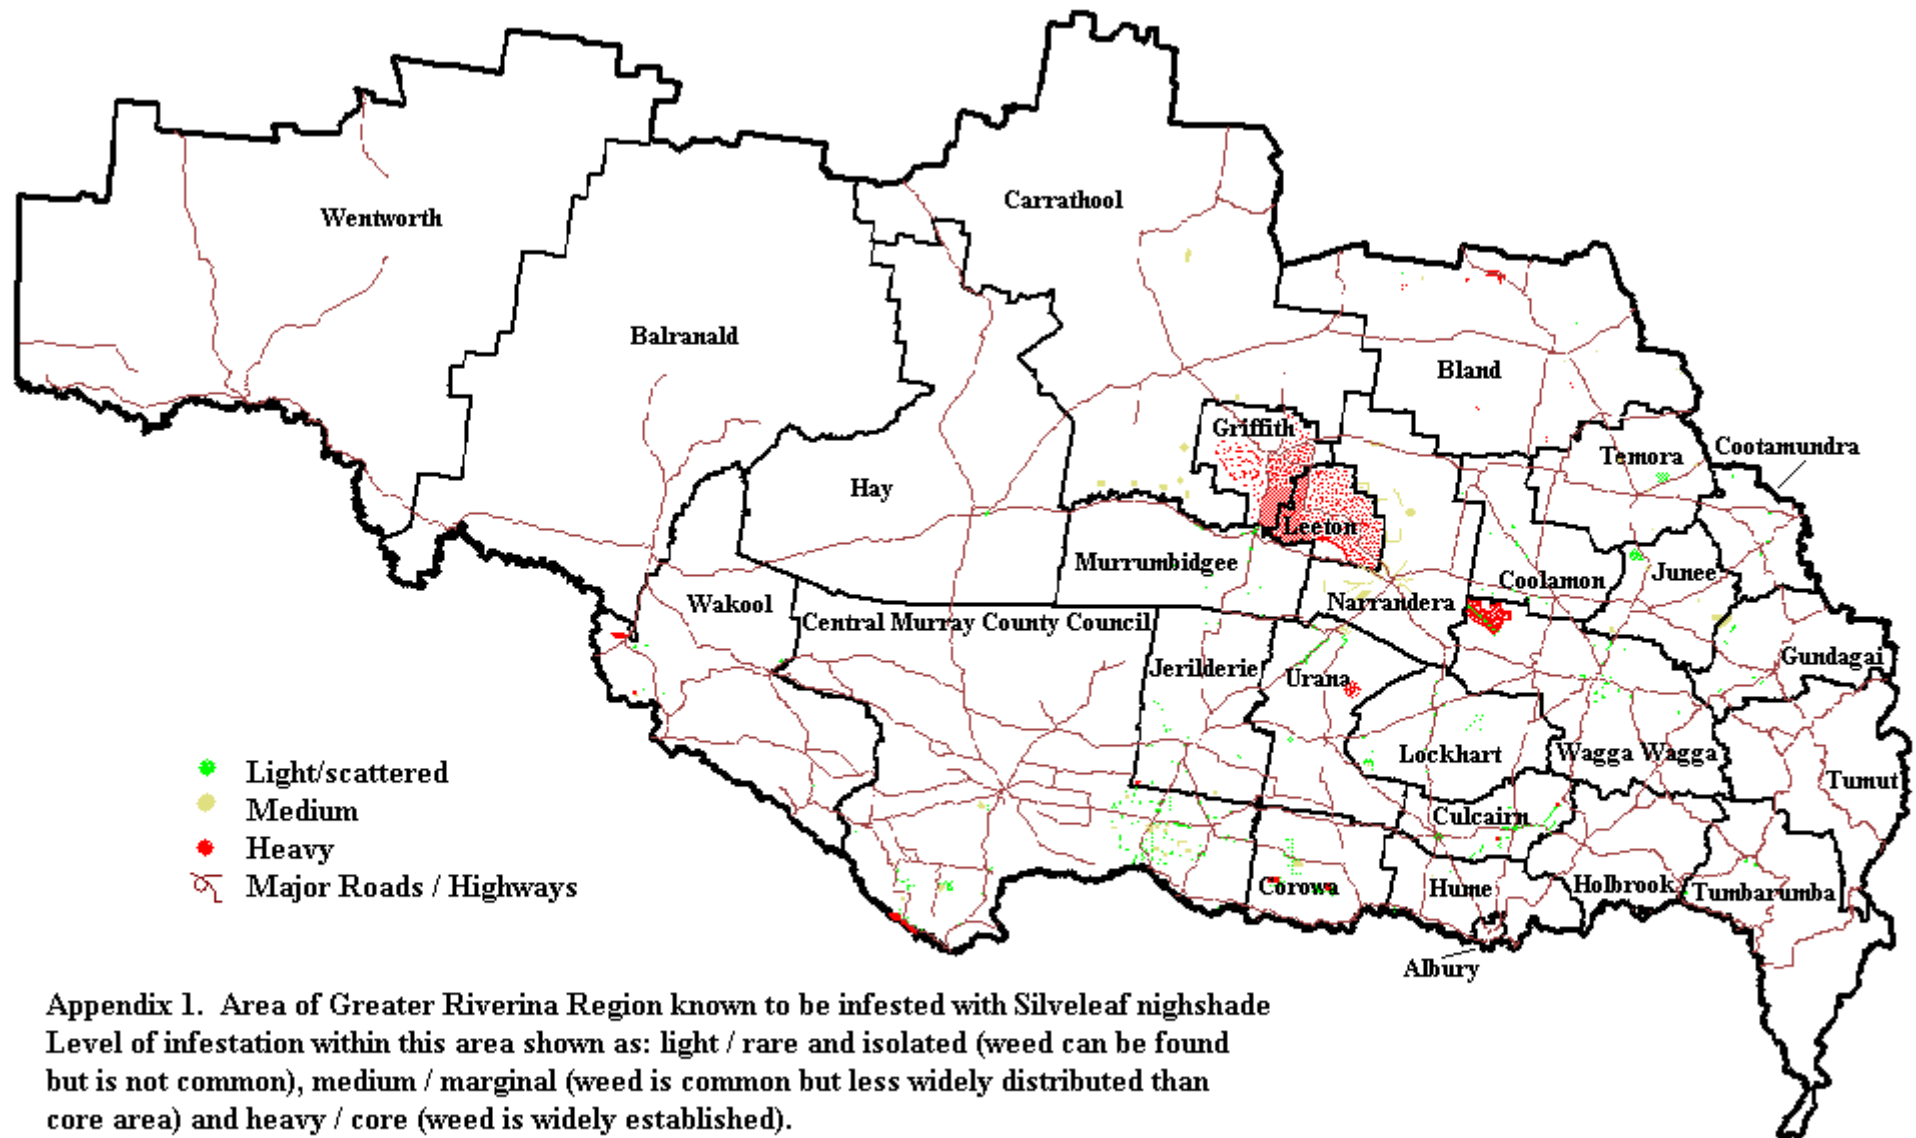 Carrathool
Wentworth
Balranald
Bland
Griffith
Cootamundra
Temora
Hay
Leeton
Murrumbidgee
Coolamon
Junee
Wakool
Narrandera
Central Murray County Council
Gundagai
Jerilderie
Urana
Lockhart
Wagga Wagga
Tumut
Culcairn
Corowa
Hume
Holbrook
Tumbarumba
Albury
Light/scattered
Medium
Heavy
Major Roads / Highways
Appendix 1. Area of Greater Riverina Region known to be infested with Silveleaf nighshade
Level of infestation within this area shown as: light / rare and isolated (weed can be found
but is not common), medium / marginal (weed is common but less widely distributed than
core area) and heavy / core (weed is widely established).